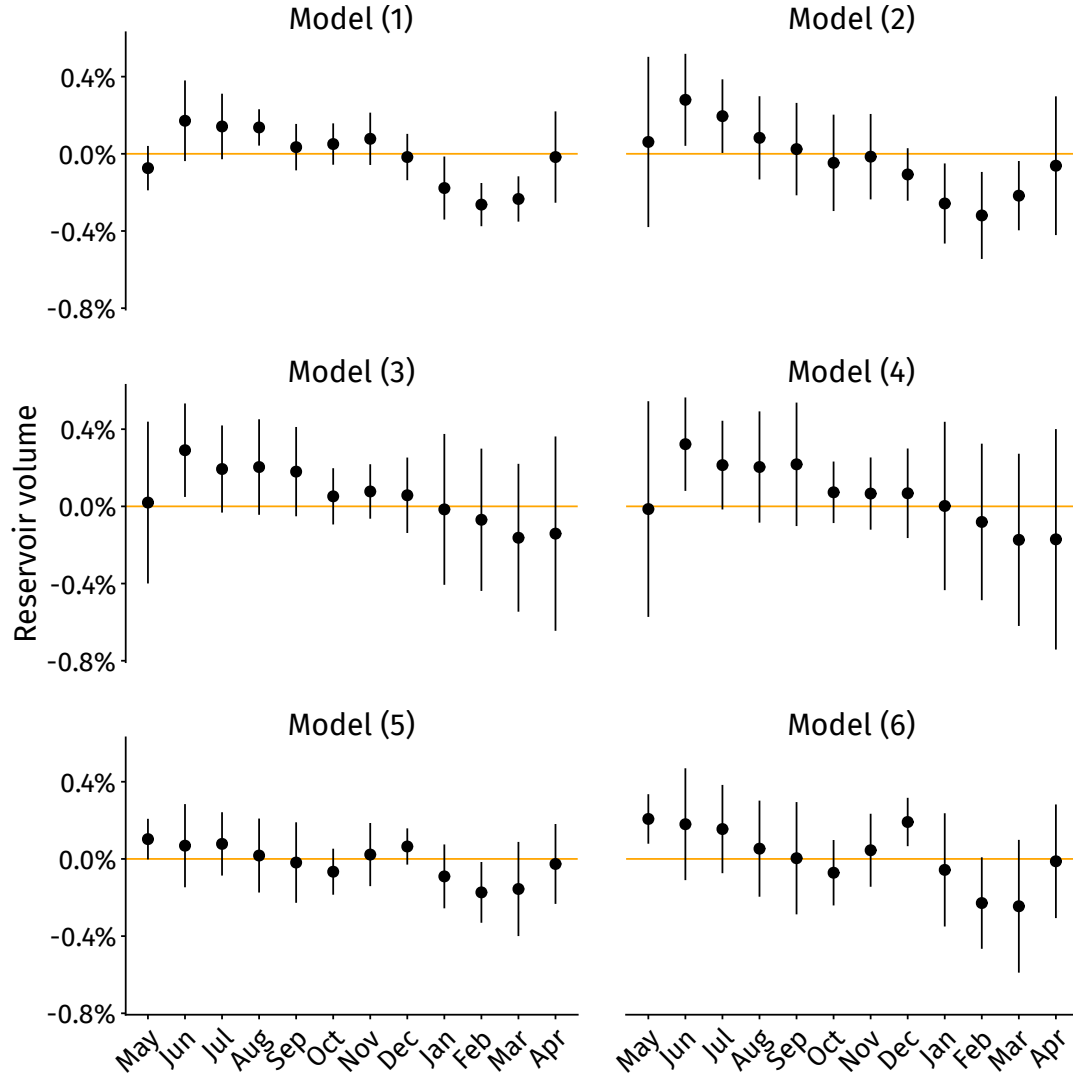 Model (1)
Model (2)
0.4%
0.0%
-0.4%
-0.8%
Model (3)
Model (4)
Reservoir volume
0.4%
0.0%
-0.4%
-0.8%
Model (5)
Model (6)
0.4%
0.0%
-0.4%
-0.8%
May Jun Jul Aug Sep Oct Nov Dec Jan Feb Mar Apr
May Jun Jul Aug Sep Oct Nov Dec Jan Feb Mar Apr